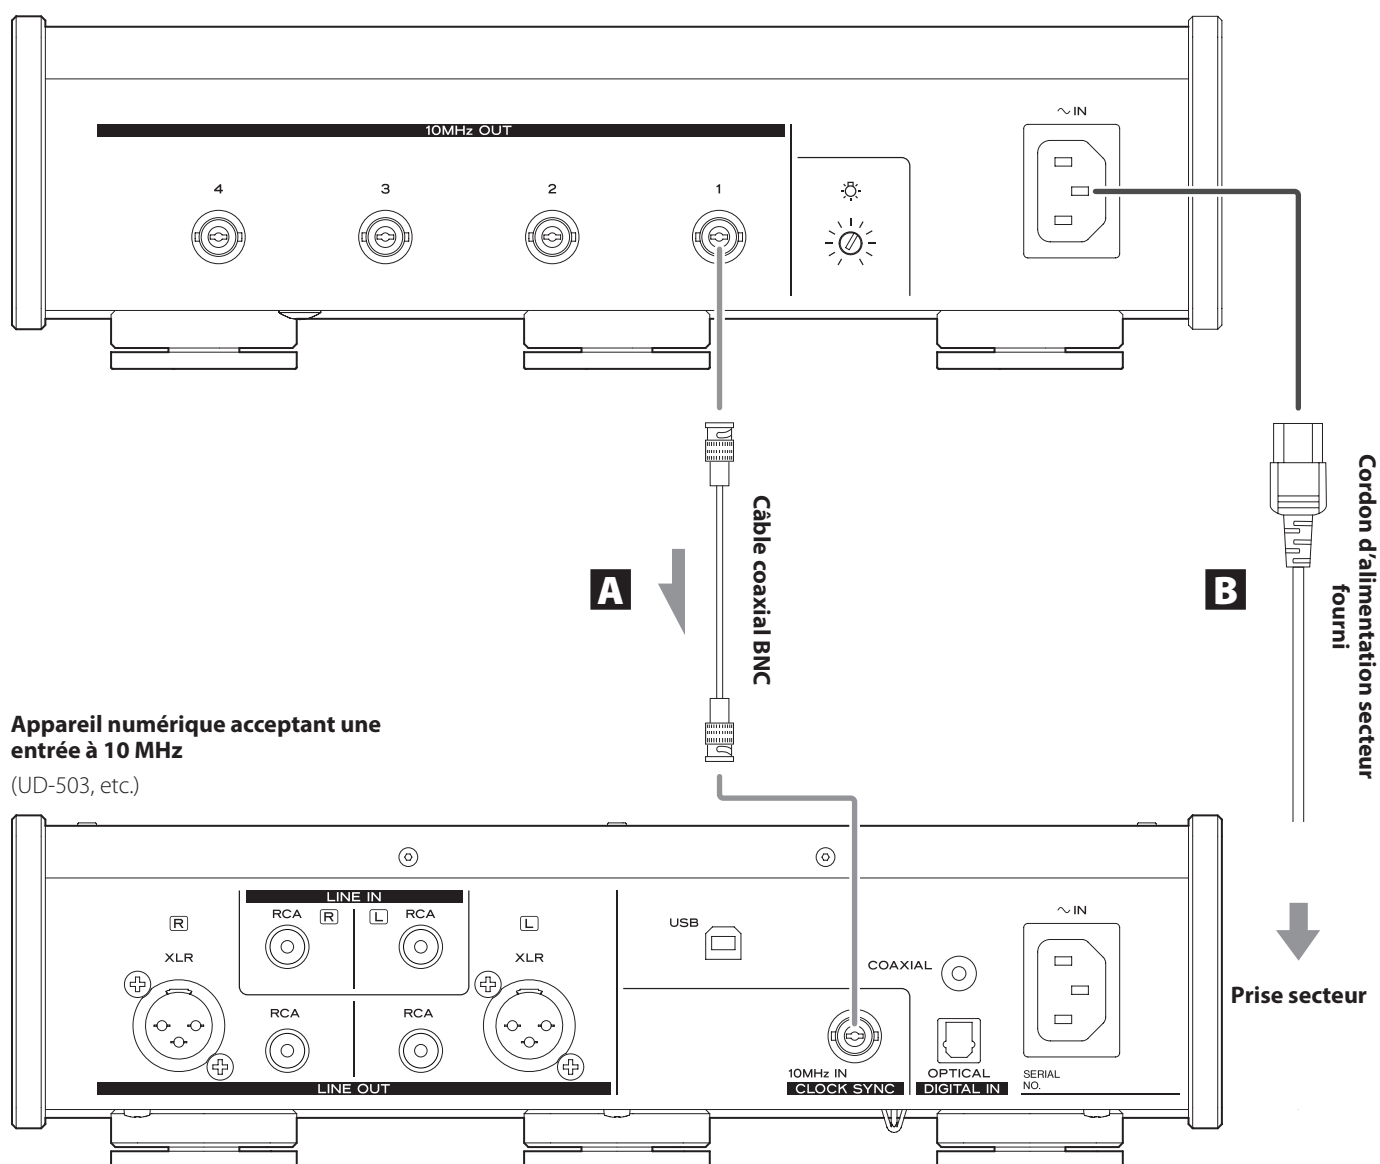 10MHz OUT
∿ IN
4
3
2
1
Câble coaxial BNC
A
B
Cordon d'alimentation secteur
fourni
Appareil numérique acceptant une
entrée à 10 MHz
(UD-503, etc.)
LINE IN
RCA R L RCA
R
L
XLR
XLR
RCA
RCA
LINE OUT
USB
COAXIAL
∿ IN
10MHz IN
CLOCK SYNC
OPTICAL
DIGITAL IN
SERIAL
NO.
Prise secteur